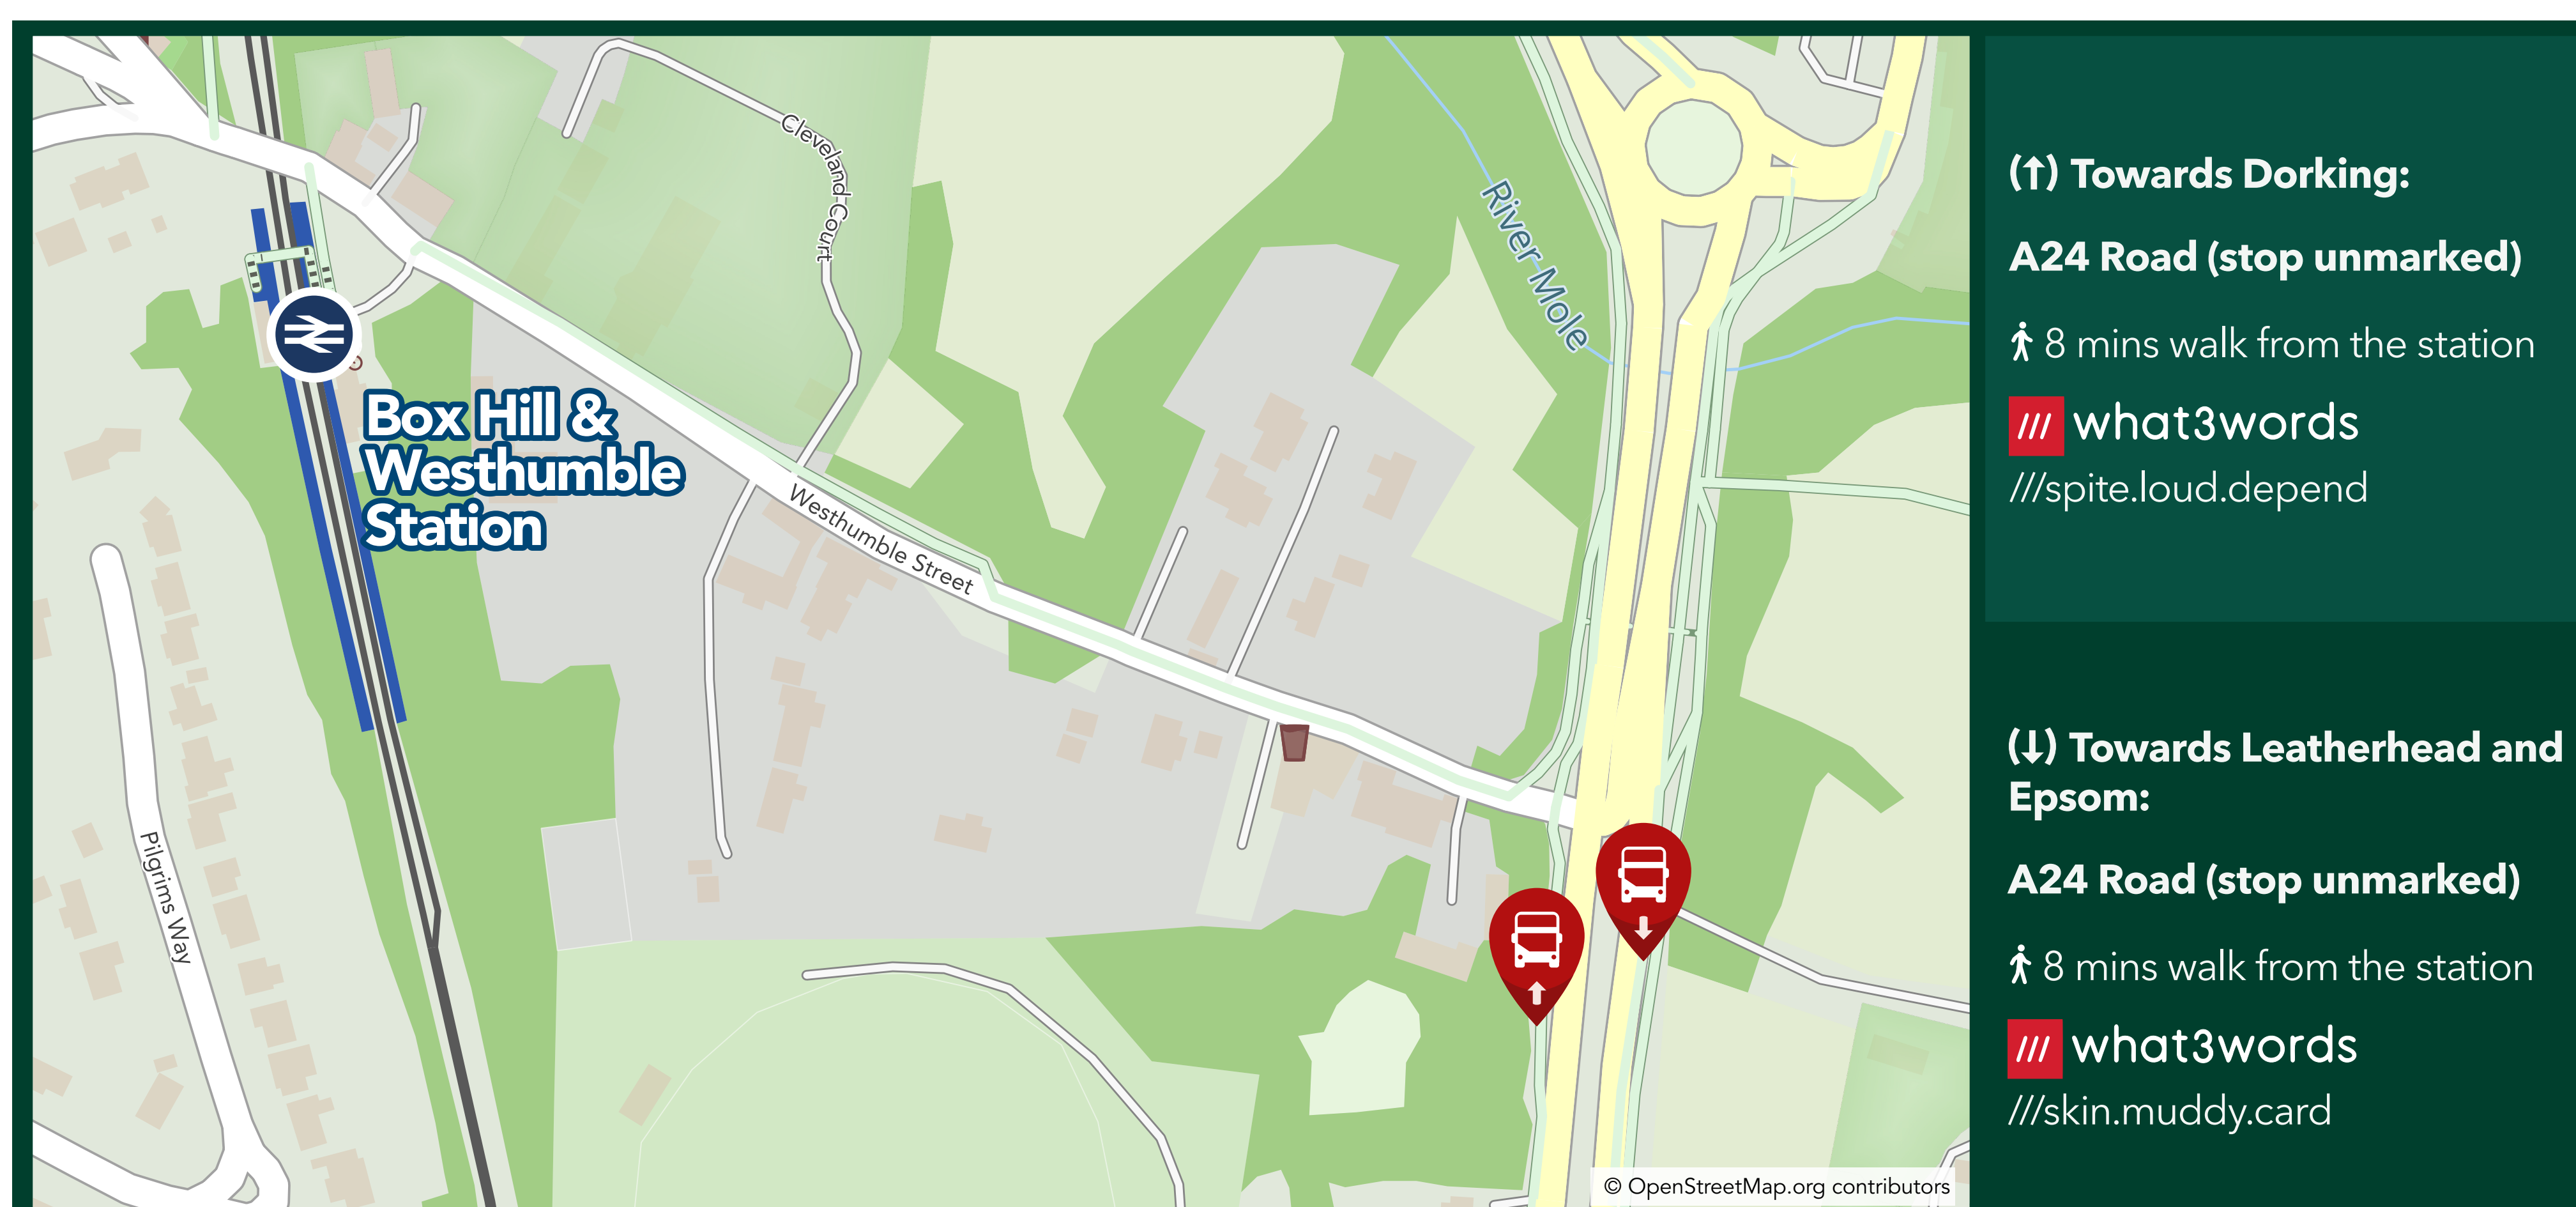 Cleveland Court
River Mole
Box Hill &
Westhumble
Station
Westhumble Street
Pilgrims Way
© OpenStreetMap.org contributors
(↑) Towards Dorking:
A24 Road (stop unmarked)
8 mins walk from the station
/// what3words
///spite.loud.depend
(↓) Towards Leatherhead and
Epsom:
A24 Road (stop unmarked)
8 mins walk from the station
/// what3words
///skin.muddy.card